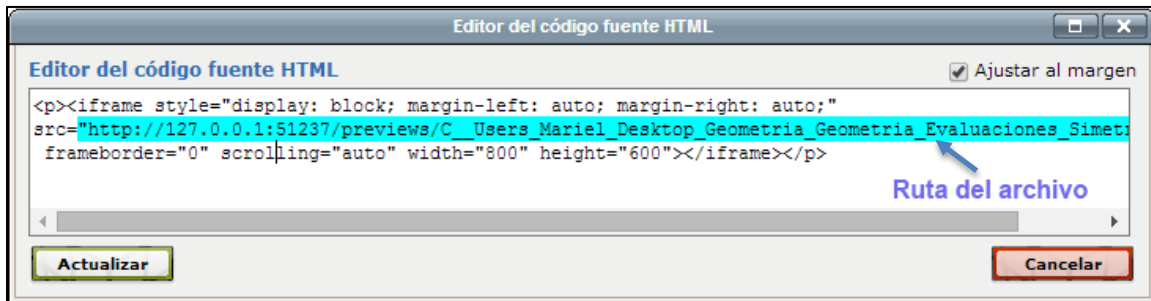 Editor del código fuente HTML
Editor del código fuente HTML
Ajustar al margen
<p><iframe style="display: block; margin-left: auto; margin-right: auto;"
src="http://127.0.0.1:51237/previews/C__Users_Mariel_Desktop_Geometria_Geometria_Evaluaciones_Simet
frameborder="0" scrolling="auto" width="800" height="600"></iframe></p>
Ruta del archivo
Actualizar
Cancelar